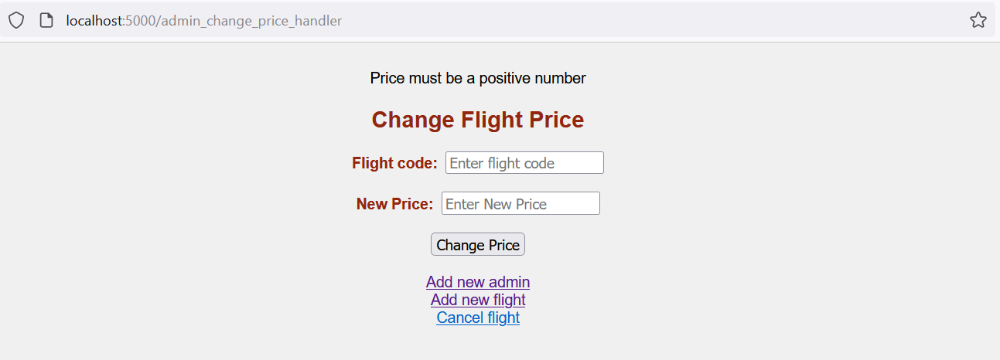 localhost:5000/admin_change_price_handler
Price must be a positive number
Change Flight Price
Flight code: Enter flight code
New Price: Enter New Price
Change Price
Add new admin
Add new flight
Cancel flight